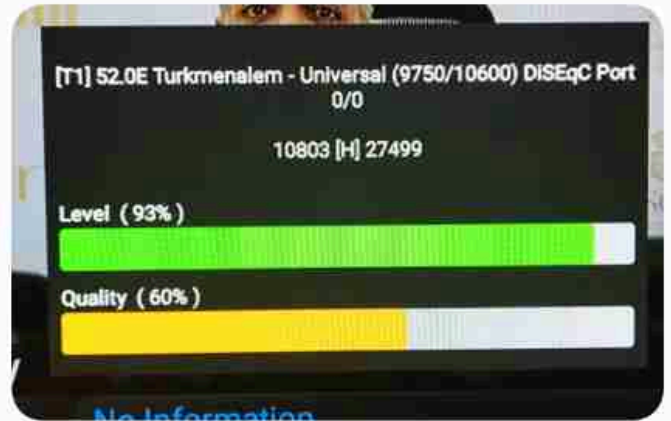 [T1] 52.0E Turkmenalem - Universal (9750/10600) DiSEqC Port
0/0
10803 [H] 27499
Level ( 93% )
Quality ( 60% )
No Information